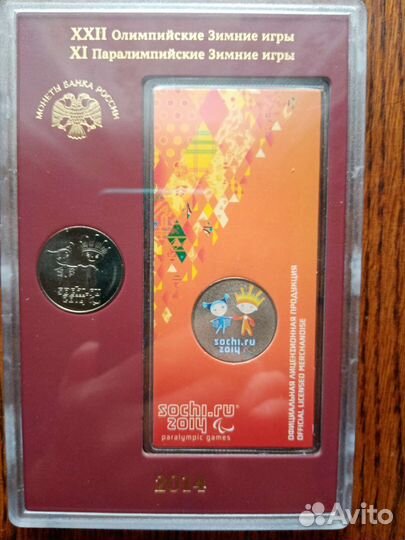 XXII Олимпийские Зимние игры
XI Паралимпийские Зимние игры
МОНЕТЫ БАНКА РОССИИ
sochi.ru
2014
sochi.ru
2014
paralympic games
ОФИЦИАЛЬНАЯ ЛИЦЕНЗИОННАЯ ПРОДУКЦИЯ
OFFICIAL LICENSED MERCHANDISE
2014
Avito